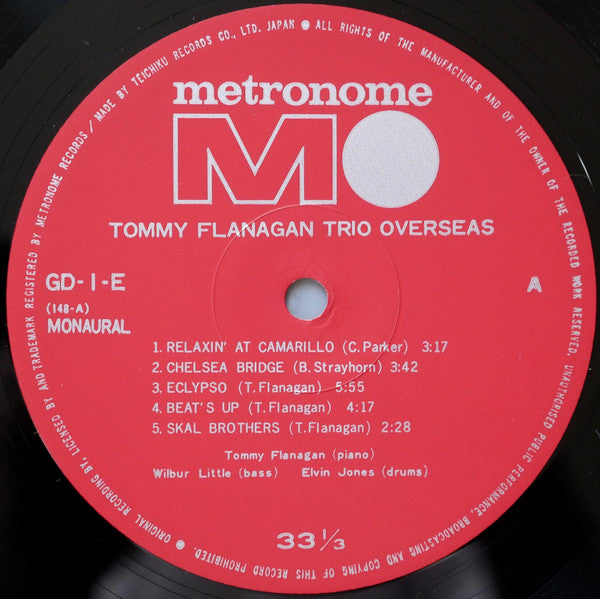 ● ORIGINAL RECORDING BY, LICENSED BY AND TRADEMARK REGISTERED BY METRONOME RECORDS / MADE BY TEICHIKU RECORDS CO., LTD. JAPAN ● ALL RIGHTS OF THE MANUFACTURER AND OF THE OWNER OF THE RECORDED WORK RESERVED. UNAUTHORISED PUBLIC PERFORMANCE, BROADCASTING AND COPYING OF THIS RECORD PROHIBITED.
metronome
MO
TOMMY FLANAGAN TRIO OVERSEAS
GD-1-E
A
(148-A)
MONAURAL
1. RELAXIN' AT CAMARILLO (C. Parker) 3:17
2. CHELSEA BRIDGE (B. Strayhorn) 3:42
3. ECLYPSO (T. Flanagan) 5:55
4. BEAT'S UP (T. Flanagan) 4:17
5. SKAL BROTHERS (T. Flanagan) 2:28
Tommy Flanagan (piano)
Wilbur Little (bass) Elvin Jones (drums)
33 1/3